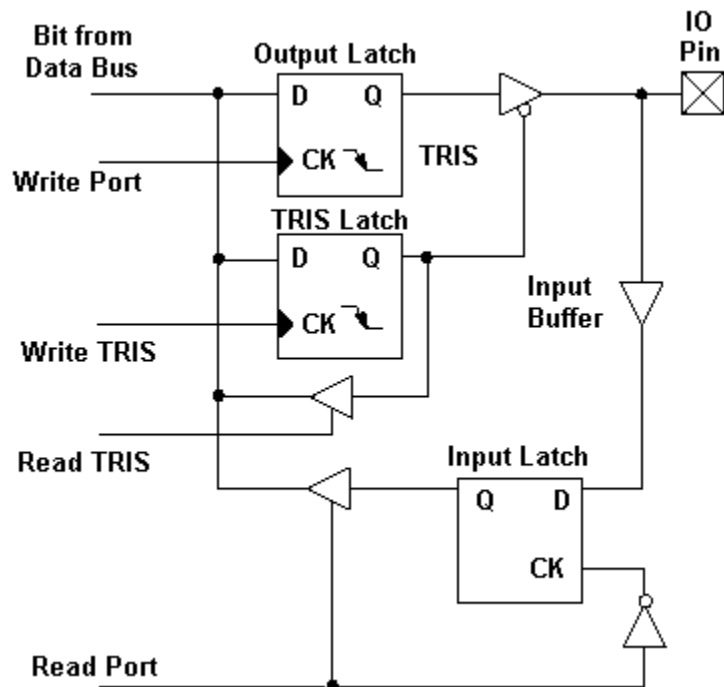 IO
Pin
Bit from
Data Bus
Output Latch
D Q
CK
TRIS
Write Port
TRIS Latch
D Q
CK
Input
Buffer
Write TRIS
Read TRIS
Input Latch
Q D
CK
Read Port